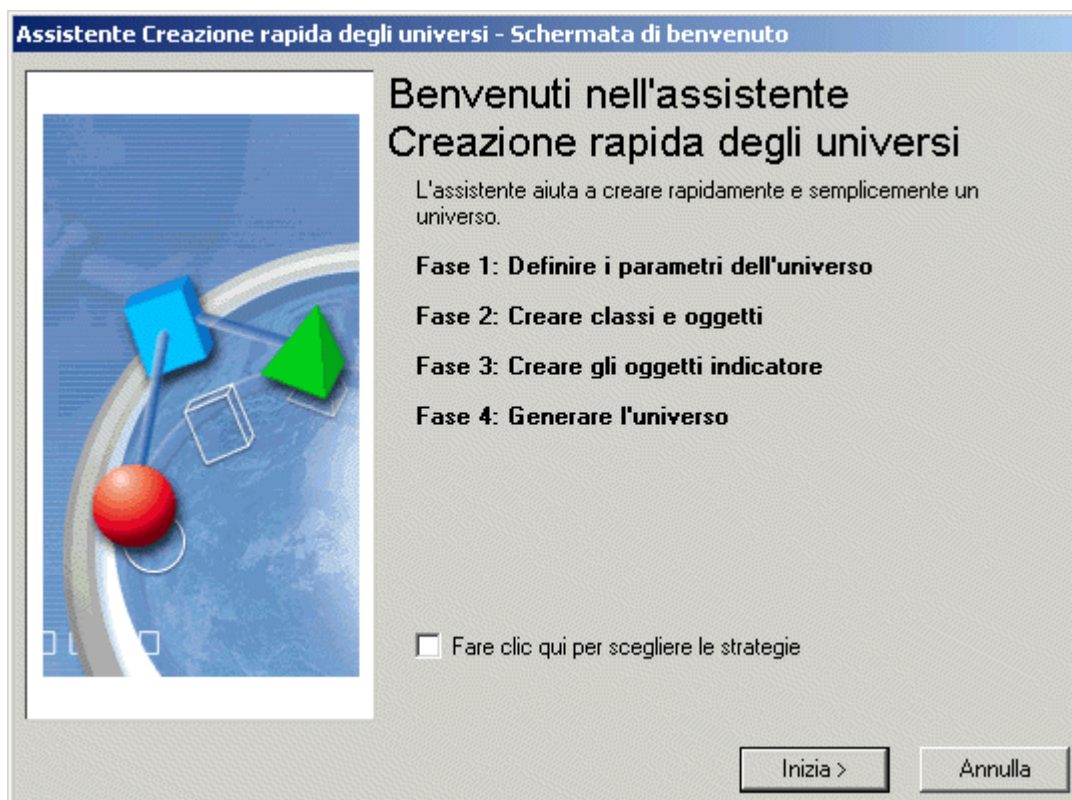 Assistente Creazione rapida degli universi - Schermata di benvenuto
Benvenuti nell'assistente
Creazione rapida degli universi
L'assistente aiuta a creare rapidamente e semplicemente un
universo.
Fase 1: Definire i parametri dell'universo
Fase 2: Creare classi e oggetti
Fase 3: Creare gli oggetti indicatore
Fase 4: Generare l'universo
Fare clic qui per scegliere le strategie
Inizia >
Annulla